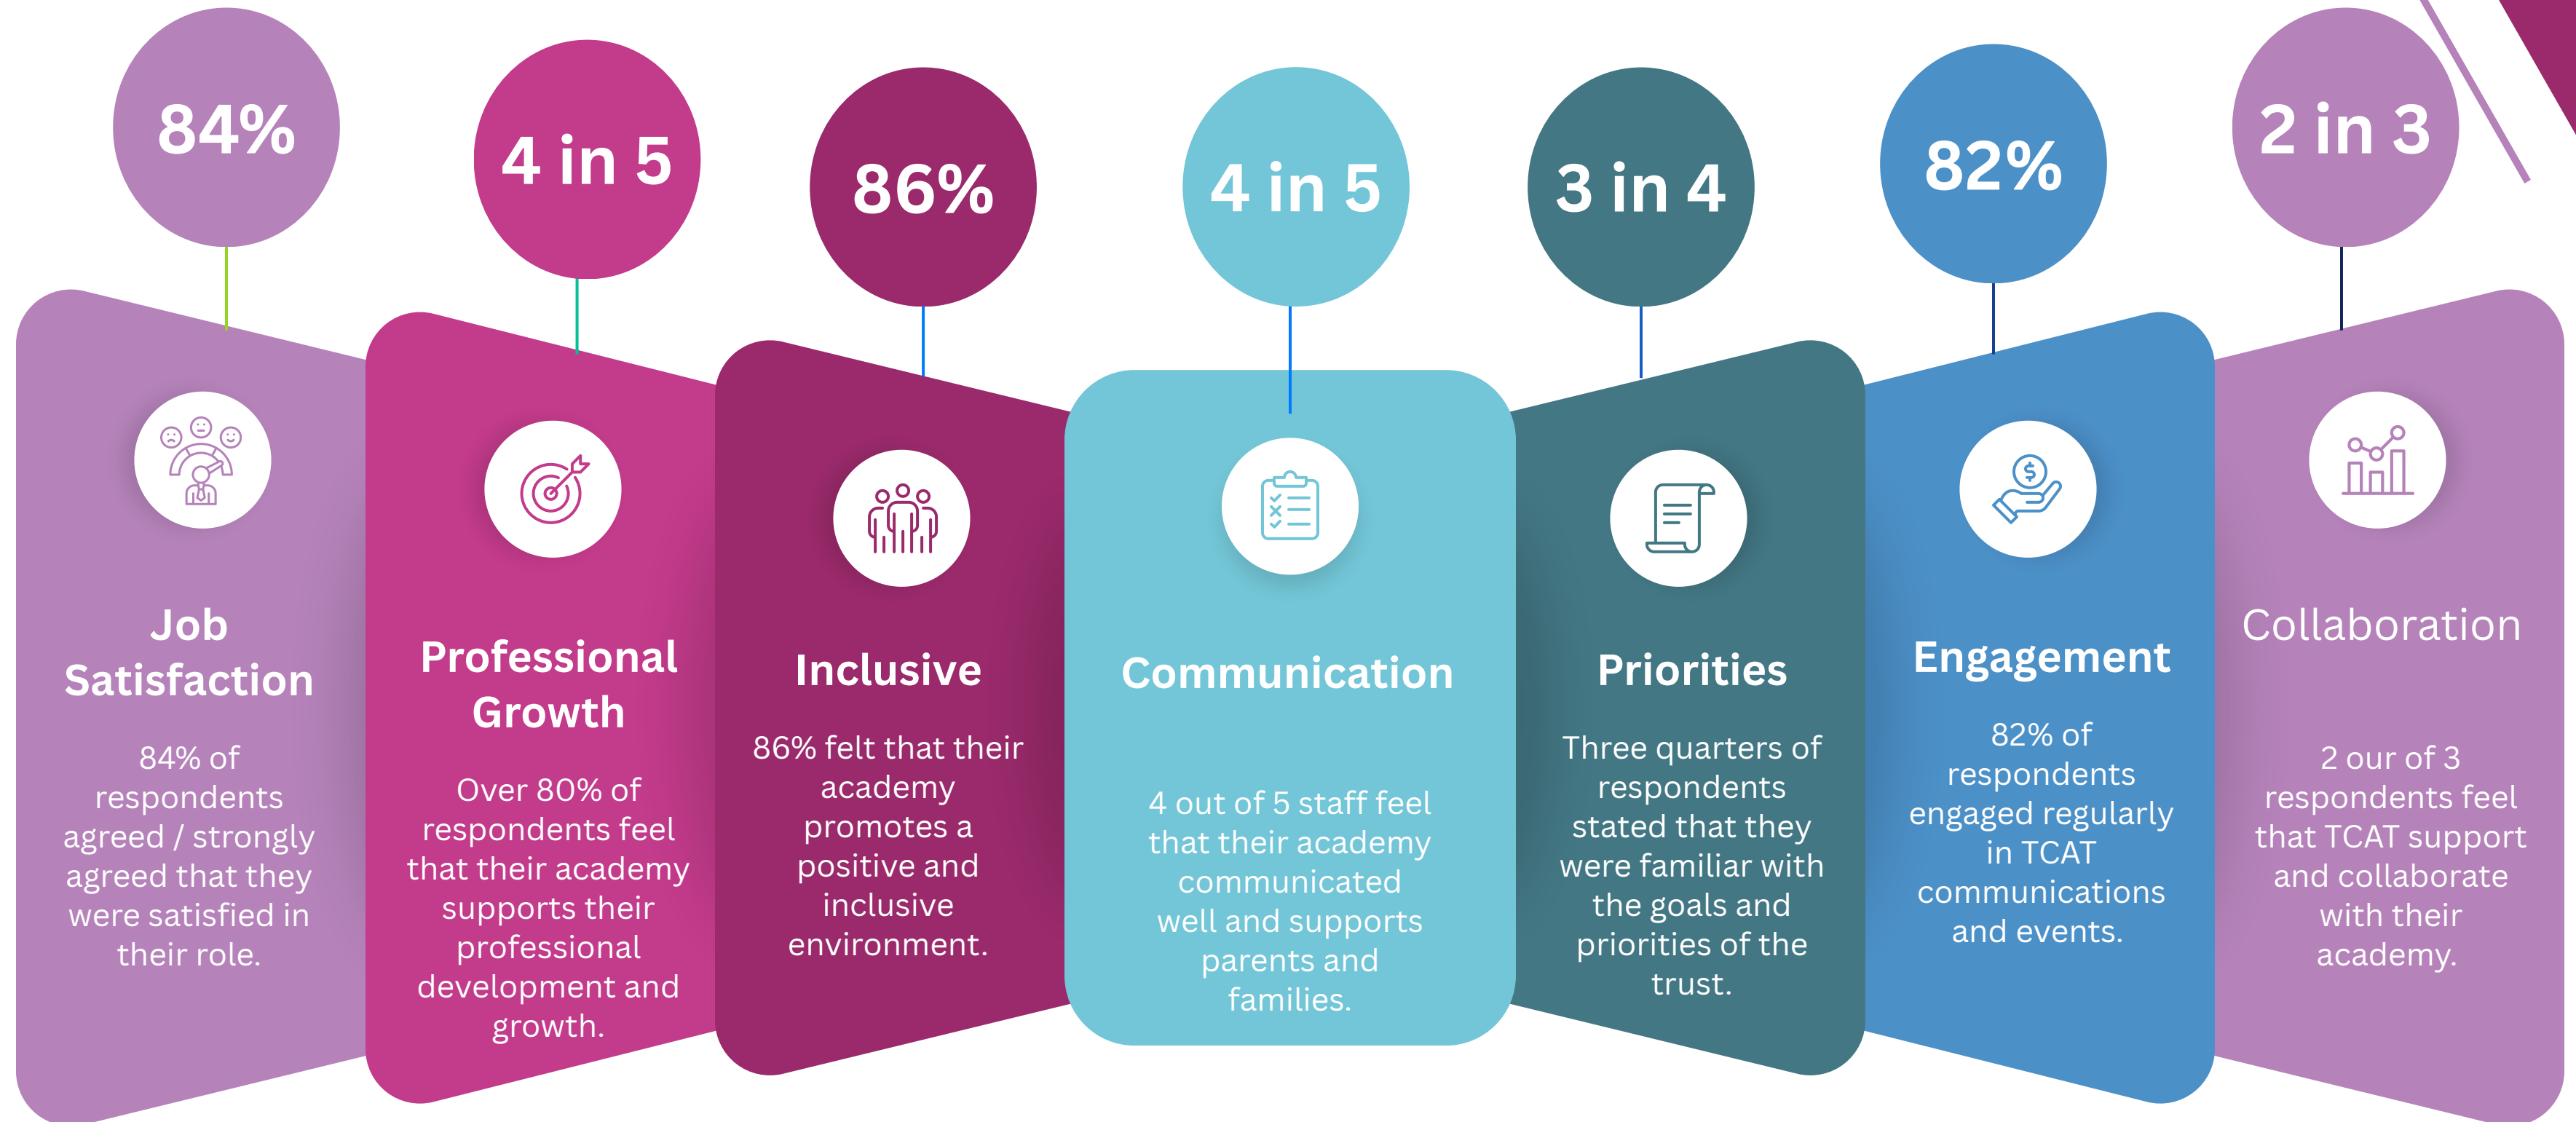 84%
4 in 5
86%
4 in 5
3 in 4
82%
2 in 3
Job
Satisfaction
84% of
respondents
agreed / strongly
agreed that they
were satisfied in
their role.
Professional
Growth
Over 80% of
respondents feel
that their academy
supports their
professional
development and
growth.
Inclusive
86% felt that their
academy
promotes a
positive and
inclusive
environment.
Communication
4 out of 5 staff feel
that their academy
communicated
well and supports
parents and
families.
Priorities
Three quarters of
respondents
stated that they
were familiar with
the goals and
priorities of the
trust.
Engagement
82% of
respondents
engaged regularly
in TCAT
communications
and events.
Collaboration
2 our of 3
respondents feel
that TCAT support
and collaborate
with their
academy.